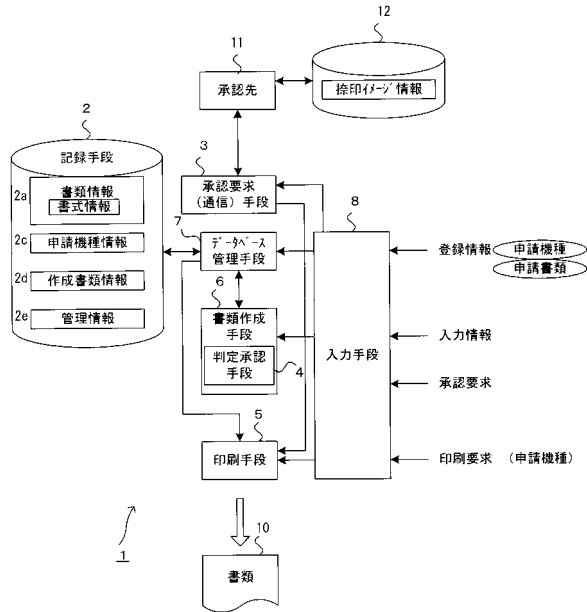 12
11
承認先
捺印ｲﾒｰｼﾞ情報
2
記録手段
2a
書類情報
書式情報
2c
申請機種情報
2d
作成書類情報
2e
管理情報
3
承認要求
(通信)手段
7
ﾃﾞｰﾀﾍﾞｰｽ
管理手段
6
書類作成
手段
判定承認
手段
4
5
印刷手段
8
入力手段
登録情報
申請機種
申請書類
入力情報
承認要求
印刷要求 (申請機種)
1
10
書類